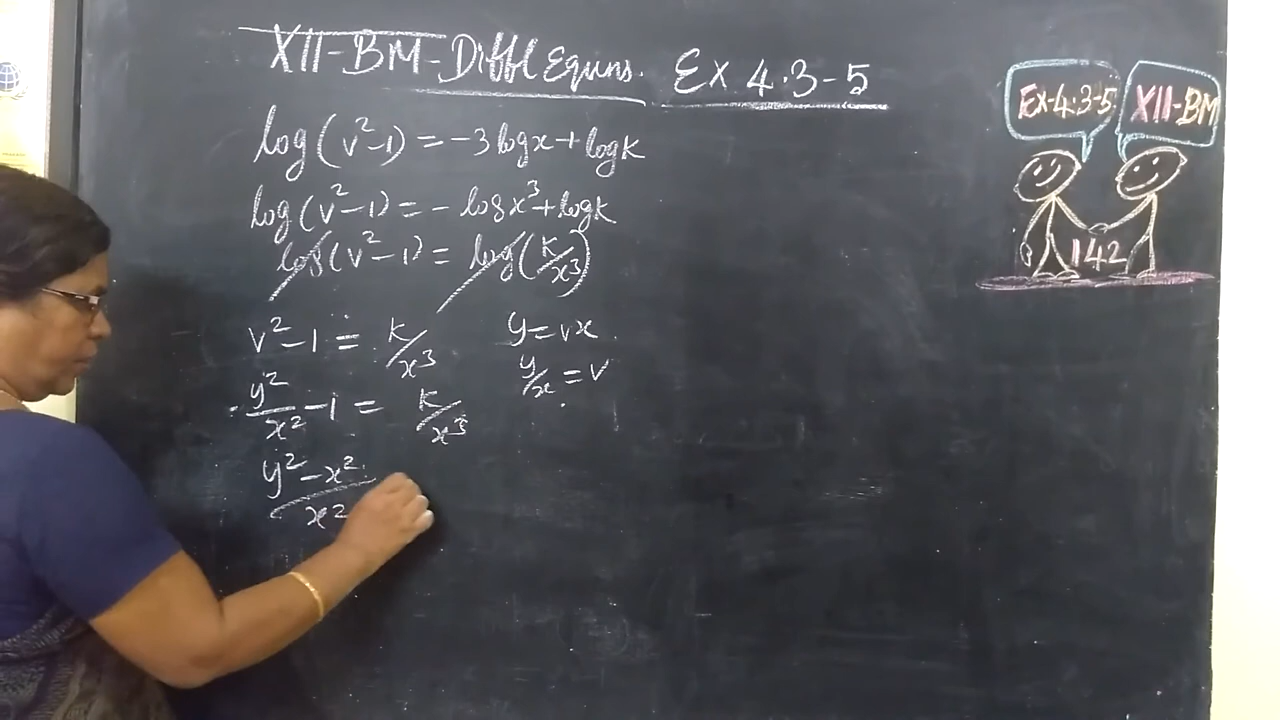 XII-BM-Diffl Equns. Ex 4.3-5
log(v²-1) = -3 log x + log k
log(v²-1) = - log x³ + log k
log(v²-1) = log(k/x³)
v²-1 = k/x³
y = vx.
y/x = v
y²/x² - 1 = k/x³
y² - x²/x²
Ex-4.3-5
XII-BM
142